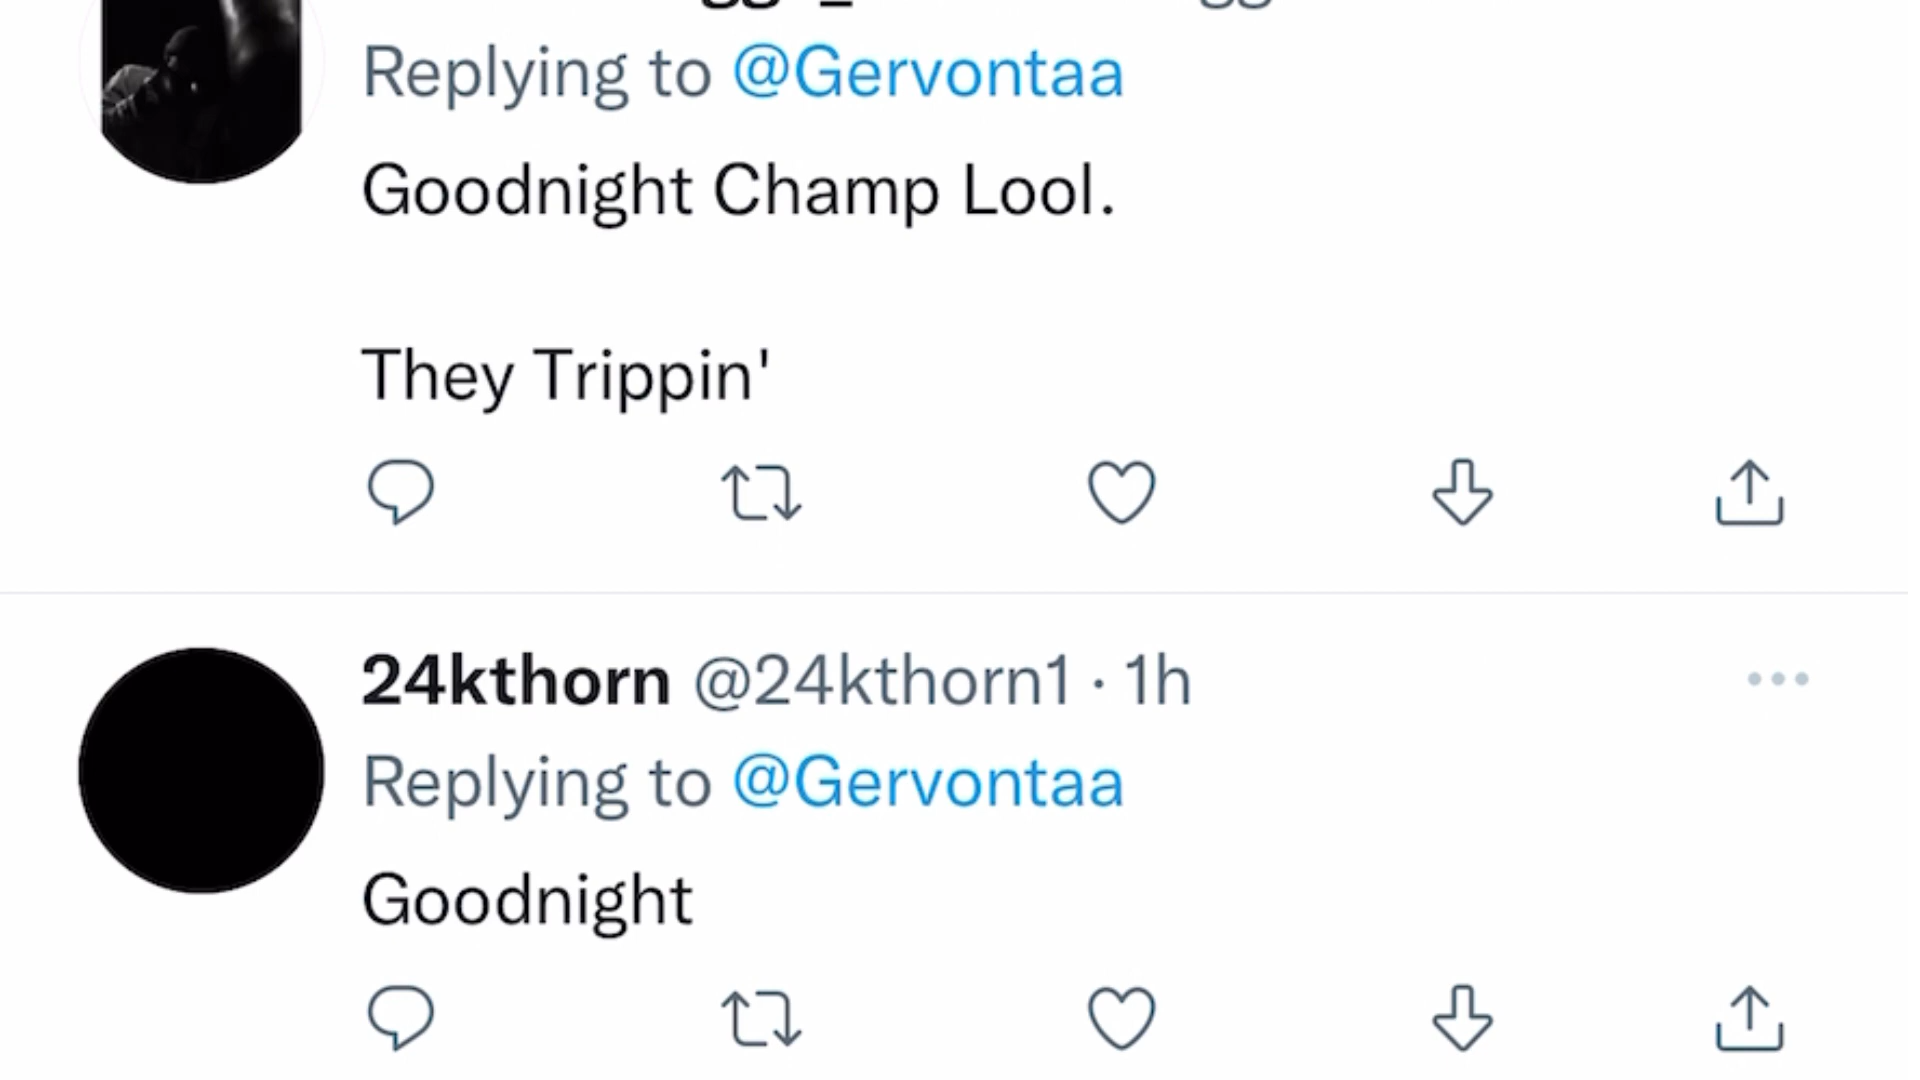 Replying to @Gervontaa
Goodnight Champ Lool.
They Trippin'
24kthorn @24kthorn1 · 1h
Replying to @Gervontaa
Goodnight